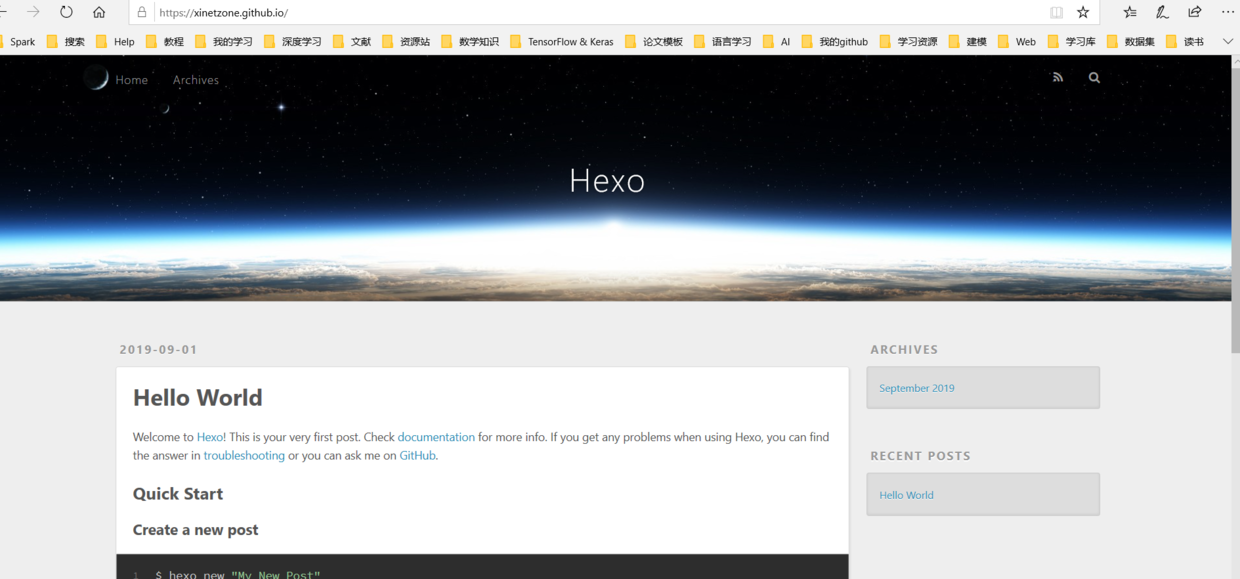 https://xinetzone.github.io/
Spark 搜索 Help 教程 我的学习 深度学习 文献 资源站 数学知识 TensorFlow & Keras 论文模板 语言学习 AI 我的github 学习资源 建模 Web 学习库 数据集 读书
Home Archives
Hexo
2019-09-01
Hello World
Welcome to Hexo! This is your very first post. Check documentation for more info. If you get any problems when using Hexo, you can find
the answer in troubleshooting or you can ask me on GitHub.
Quick Start
Create a new post
1 $ hexo new "My New Post"
ARCHIVES
September 2019
RECENT POSTS
Hello World